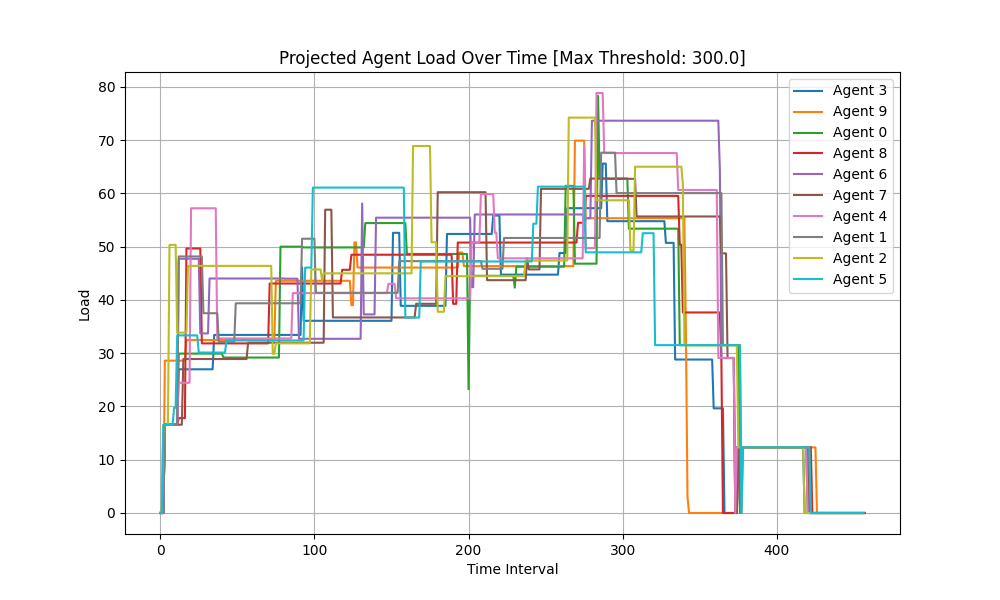 Projected Agent Load Over Time [Max Threshold: 300.0]
Load
80
70
60
50
40
30
20
10
0
0 100 200 300 400
Time Interval
Agent 3
Agent 9
Agent 0
Agent 8
Agent 6
Agent 7
Agent 4
Agent 1
Agent 2
Agent 5